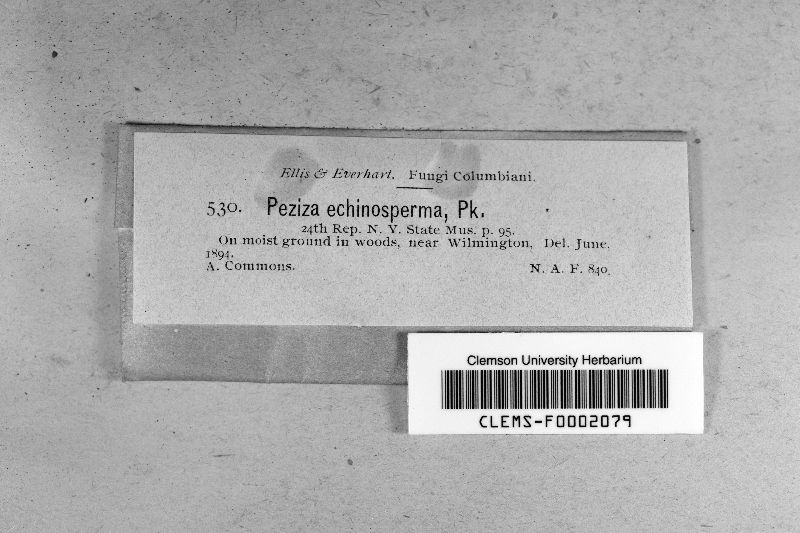 Ellis & Everhart. Fungi Columbiani.
530. Peziza echinosperma, Pk.
24th Rep. N. Y. State Mus. p. 95.
On moist ground in woods, near Wilmington, Del. June,
1894.
A. Commons. N. A. F. 840.
Clemson University Herbarium
CLEMS-F0002079